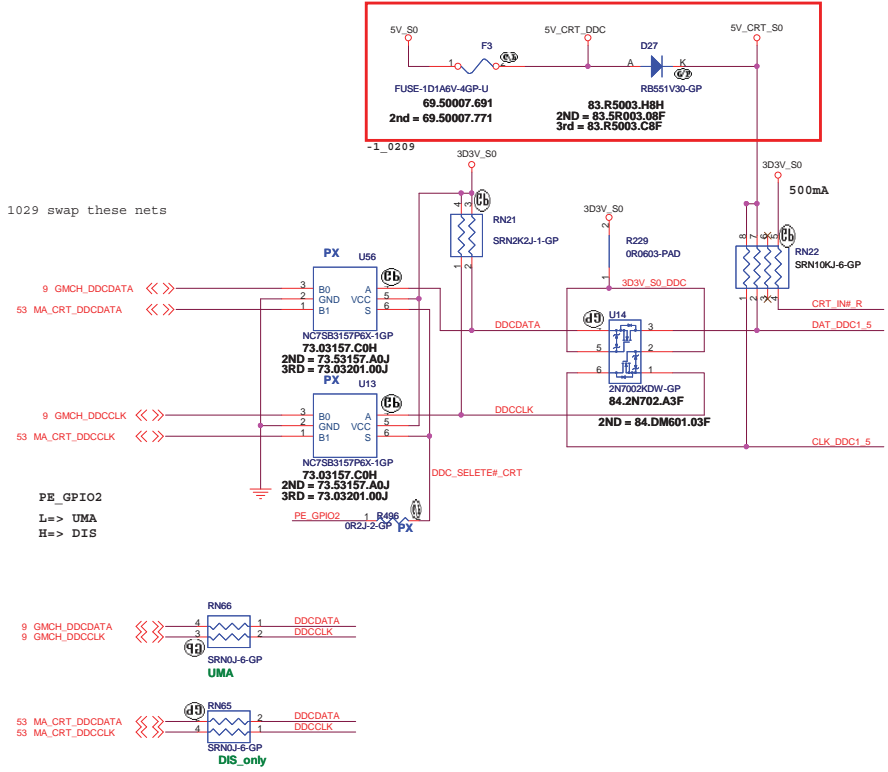 5V_S0
5V_CRT_DDC
5V_CRT_S0
F3
D27
1
2
A
K
FUSE-1D1A6V-4GP-U
RB551V30-GP
69.50007.691
2nd = 69.50007.771
83.R5003.H8H
2ND = 83.5R003.08F
3rd = 83.R5003.C8F
-1_0209
3D3V_S0
3D3V_S0
500mA
1029 swap these nets
4
3
RN21
SRN2K2J-1-GP
1
2
3D3V_S0
2
R229
0R0603-PAD
1
3D3V_S0_DDC
8
7
6
5
RN22
SRN10KJ-6-GP
1
2
3
4
CRT_IN#_R
PX
U56
9 GMCH_DDCDATA
53 MA_CRT_DDCDATA
3
2
1
B0
GND
B1
A
VCC
S
4
5
6
NC7SB3157P6X-1GP
73.03157.C0H
2ND = 73.53157.A0J
3RD = 73.03201.00J
DDCDATA
U14
4
5
6
3
2
1
2N7002KDW-GP
84.2N702.A3F
2ND = 84.DM601.03F
DAT_DDC1_5
PX
U13
9 GMCH_DDCCLK
53 MA_CRT_DDCCLK
3
2
1
B0
GND
B1
A
VCC
S
4
5
6
NC7SB3157P6X-1GP
73.03157.C0H
2ND = 73.53157.A0J
3RD = 73.03201.00J
DDCCLK
CLK_DDC1_5
DDC_SELETE#_CRT
PE_GPIO2
L=> UMA
H=> DIS
PE_GPIO2
1
R496
2
0R2J-2-GP
PX
RN66
9 GMCH_DDCDATA
9 GMCH_DDCCLK
4
3
1
2
DDCDATA
DDCCLK
SRN0J-6-GP
UMA
RN65
53 MA_CRT_DDCDATA
53 MA_CRT_DDCCLK
3
4
2
1
DDCDATA
DDCCLK
SRN0J-6-GP
DIS_only